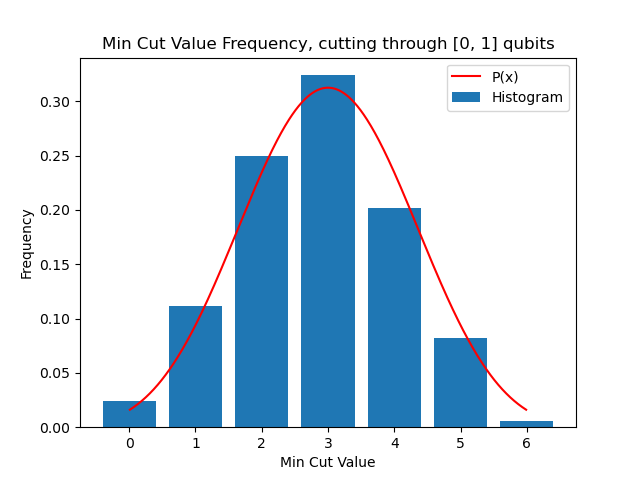 Min Cut Value Frequency, cutting through [0, 1] qubits
P(x)
Histogram
Frequency
0.30
0.25
0.20
0.15
0.10
0.05
0.00
0 1 2 3 4 5 6
Min Cut Value